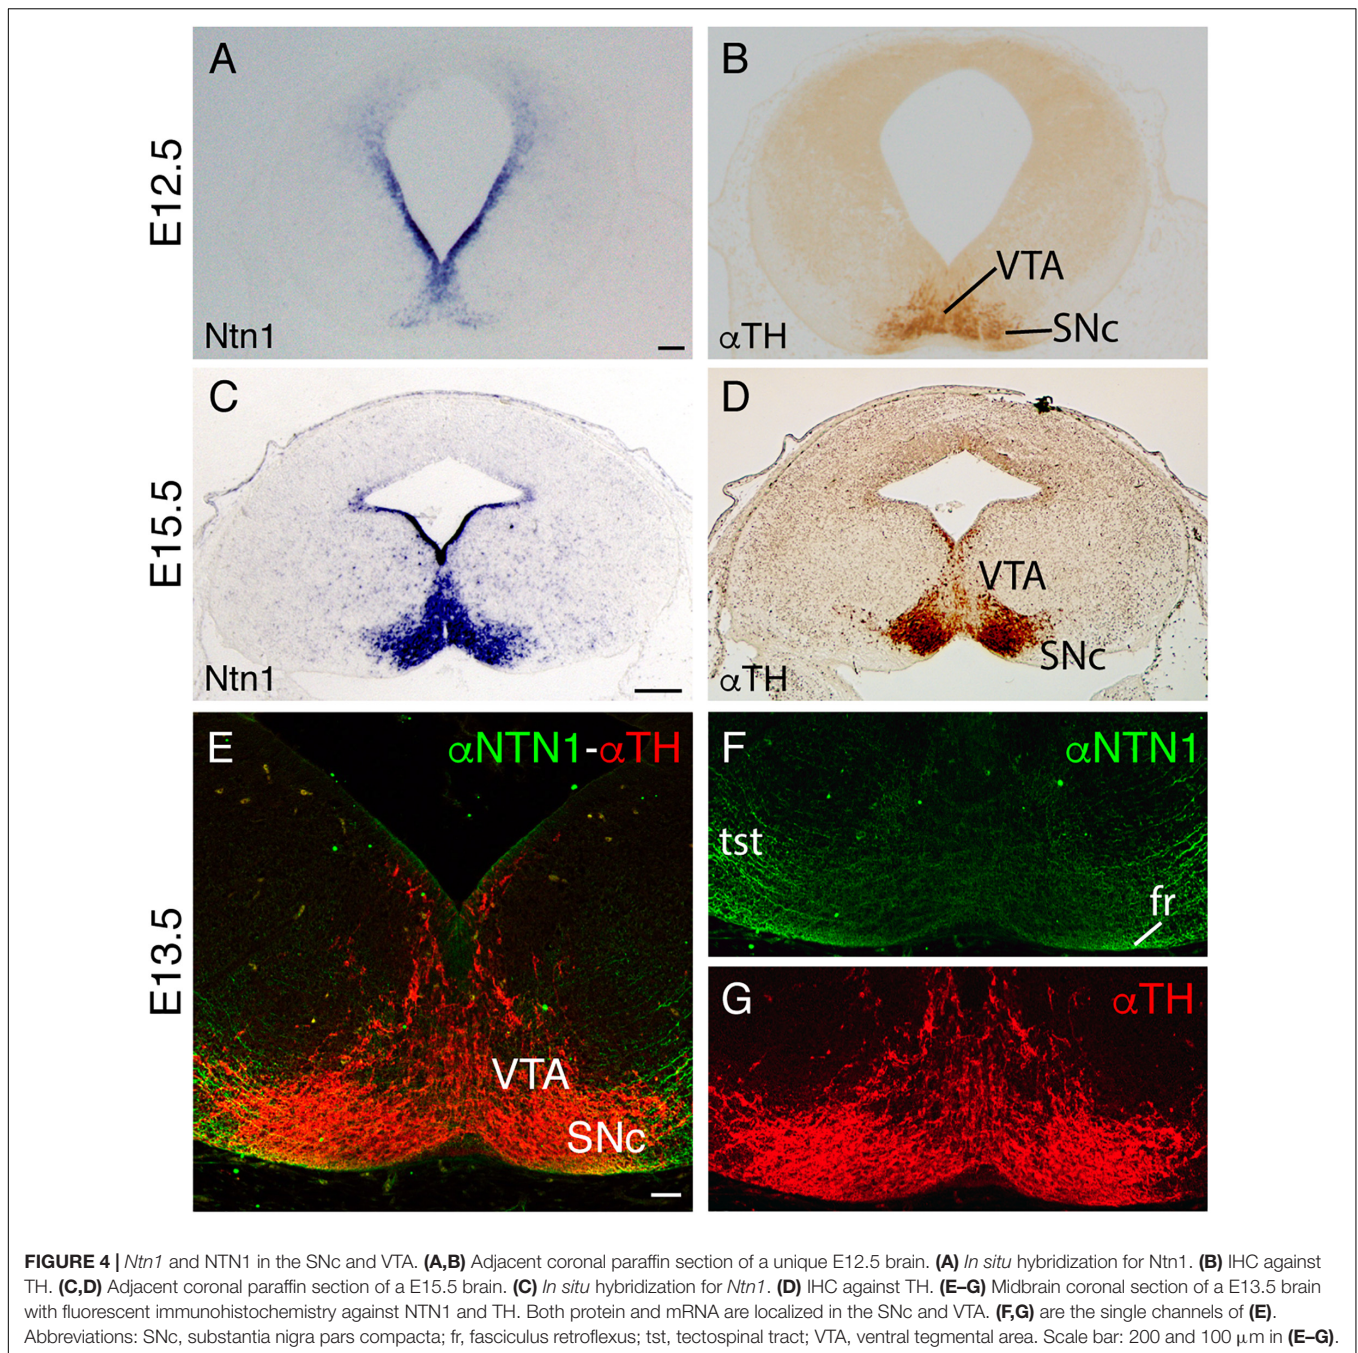 E12.5
A
Ntn1
B
VTA
SNc
αTH
E15.5
C
Ntn1
D
VTA
SNc
αTH
E13.5
E
αNTN1-αTH
VTA
SNc
F
αNTN1
tst
fr
G
αTH
FIGURE 4 | Ntn1 and NTN1 in the SNc and VTA. (A,B) Adjacent coronal paraffin section of a unique E12.5 brain. (A) In situ hybridization for Ntn1. (B) IHC against
TH. (C,D) Adjacent coronal paraffin section of a E15.5 brain. (C) In situ hybridization for Ntn1. (D) IHC against TH. (E–G) Midbrain coronal section of a E13.5 brain
with fluorescent immunohistochemistry against NTN1 and TH. Both protein and mRNA are localized in the SNc and VTA. (F,G) are the single channels of (E).
Abbreviations: SNc, substantia nigra pars compacta; fr, fasciculus retroflexus; tst, tectospinal tract; VTA, ventral tegmental area. Scale bar: 200 and 100 μm in (E–G).